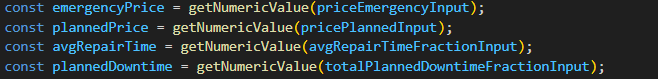 const emergencyPrice = getNumericValue(priceEmergencyInput);
const plannedPrice = getNumericValue(pricePlannedInput);
const avgRepairTime = getNumericValue(avgRepairTimeFractionInput);
const plannedDowntime = getNumericValue(totalPlannedDowntimeFractionInput);